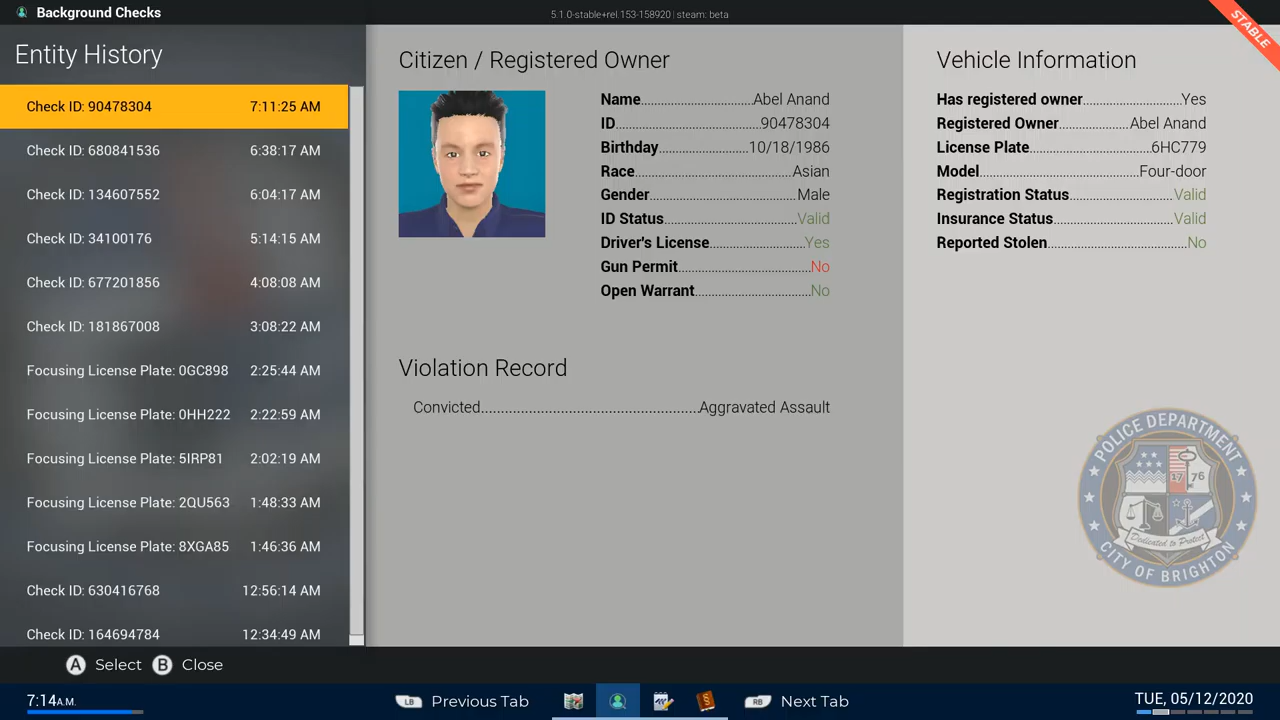 Background Checks
5.1.0-stable+rel.153-158920 | steam: beta
STABLE
Entity History
Check ID: 90478304 7:11:25 AM
Check ID: 680841536 6:38:17 AM
Check ID: 134607552 6:04:17 AM
Check ID: 34100176 5:14:15 AM
Check ID: 677201856 4:08:08 AM
Check ID: 181867008 3:08:22 AM
Focusing License Plate: 0GC898 2:25:44 AM
Focusing License Plate: 0HH222 2:22:59 AM
Focusing License Plate: 5IRP81 2:02:19 AM
Focusing License Plate: 2QU563 1:48:33 AM
Focusing License Plate: 8XGA85 1:46:36 AM
Check ID: 630416768 12:56:14 AM
Check ID: 164694784 12:34:49 AM
Citizen / Registered Owner
Name Abel Anand
ID 90478304
Birthday 10/18/1986
Race Asian
Gender Male
ID Status Valid
Driver's License Yes
Gun Permit No
Open Warrant No
Violation Record
Convicted Aggravated Assault
Vehicle Information
Has registered owner Yes
Registered Owner Abel Anand
License Plate 6HC779
Model Four-door
Registration Status Valid
Insurance Status Valid
Reported Stolen No
POLICE DEPARTMENT
17 76
Dedicated to Protect
CITY OF BRIGHTON
A Select B Close
7:14 A.M.
LB Previous Tab
RB Next Tab
TUE, 05/12/2020